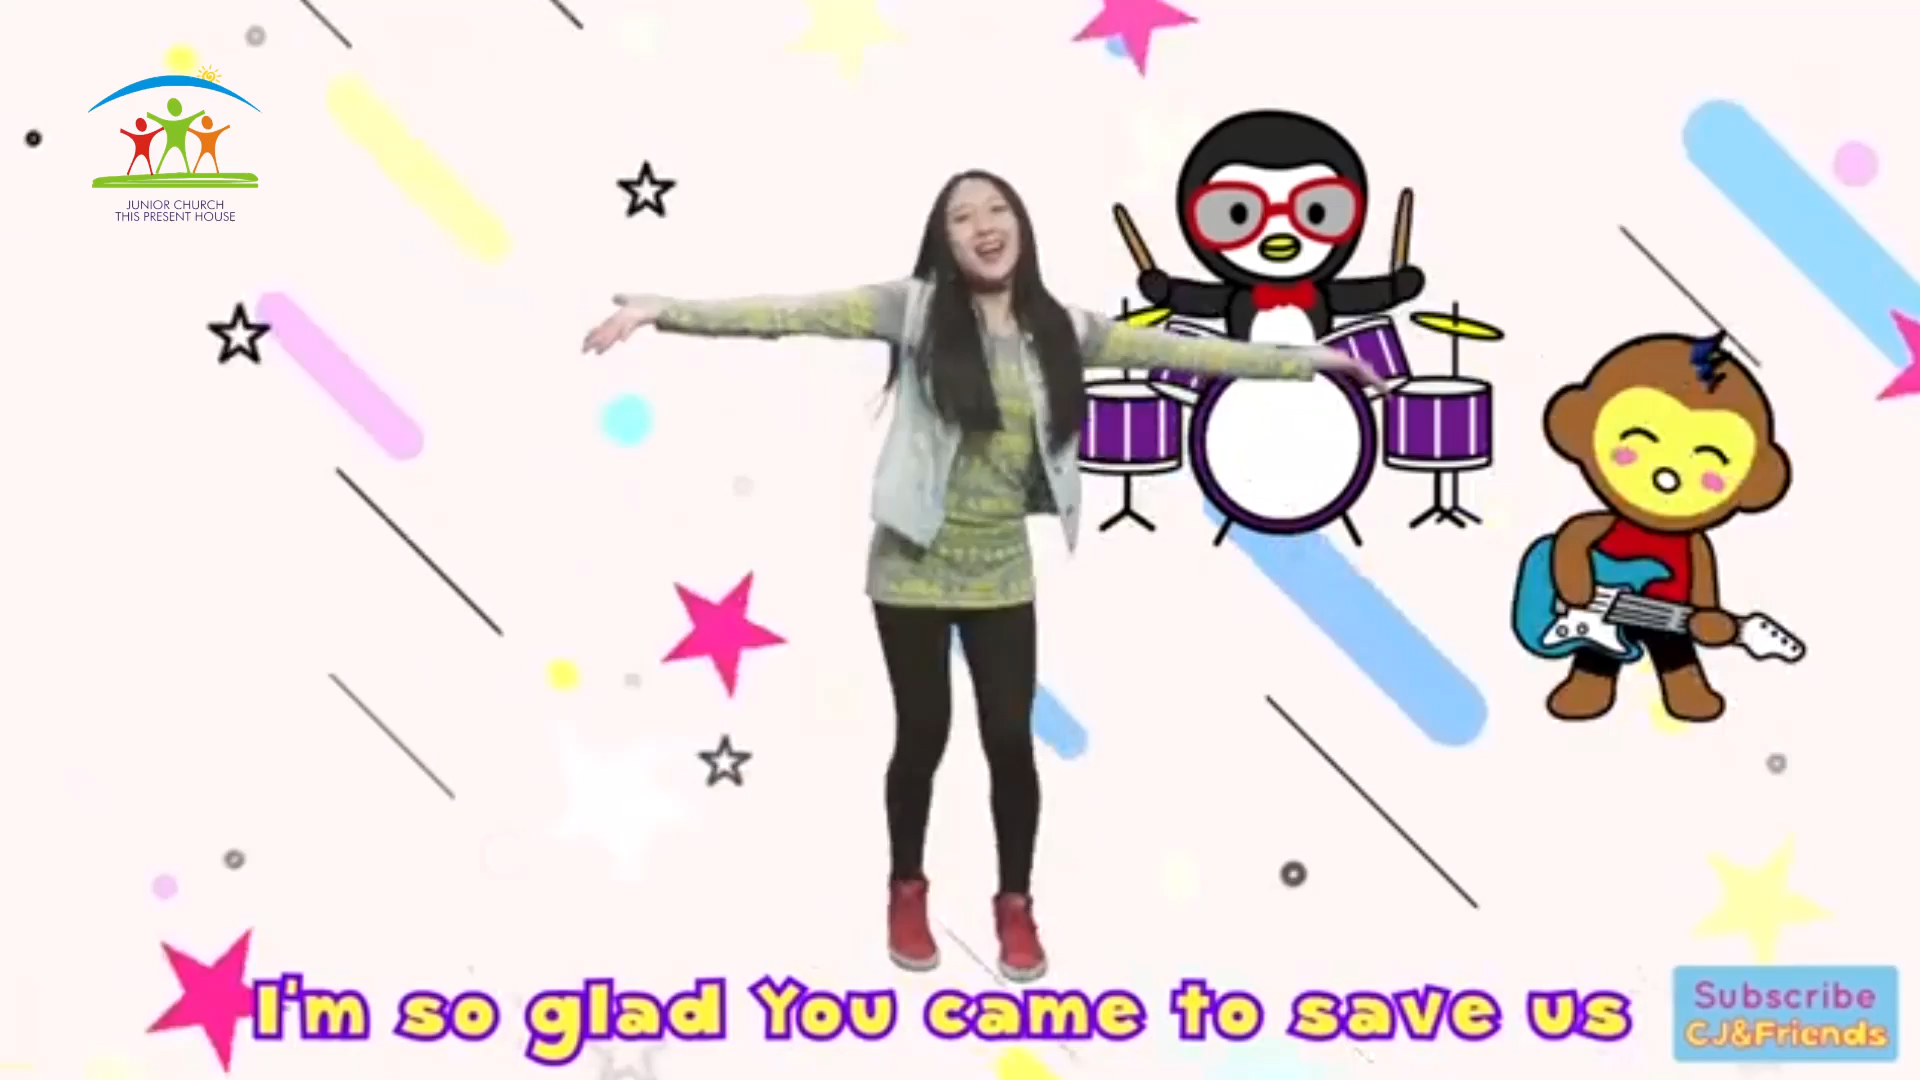 JUNIOR CHURCH
THIS PRESENT HOUSE
I'm so glad You came to save us
Subscribe
CJ&Friends